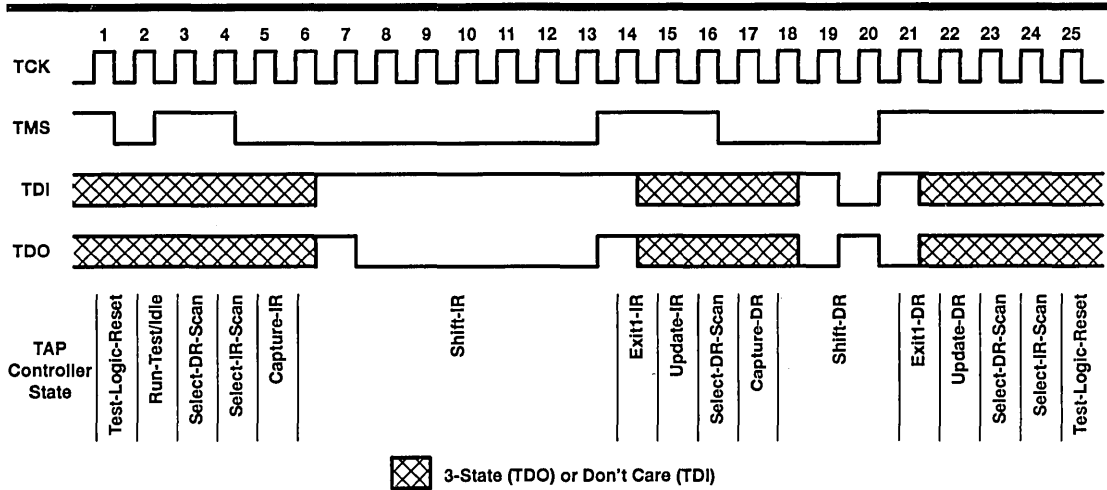 1 2 3 4 5 6 7 8 9 10 11 12 13 14 15 16 17 18 19 20 21 22 23 24 25
TCK
TMS
TDI
TDO
TAP
Controller
State
Test-Logic-Reset
Run-Test/Idle
Select-DR-Scan
Select-IR-Scan
Capture-IR
Shift-IR
Exit1-IR
Update-IR
Select-DR-Scan
Capture-DR
Shift-DR
Exit1-DR
Update-DR
Select-DR-Scan
Select-IR-Scan
Test-Logic-Reset
3-State (TDO) or Don't Care (TDI)